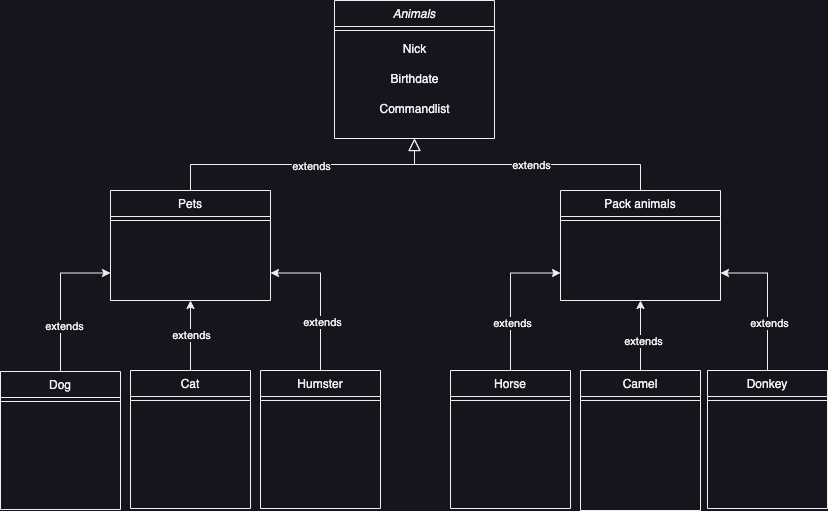 Animals
Nick
Birthdate
Commandlist
extends
extends
Pets
Pack animals
extends
extends
extends
extends
extends
extends
Dog
Cat
Humster
Horse
Camel
Donkey